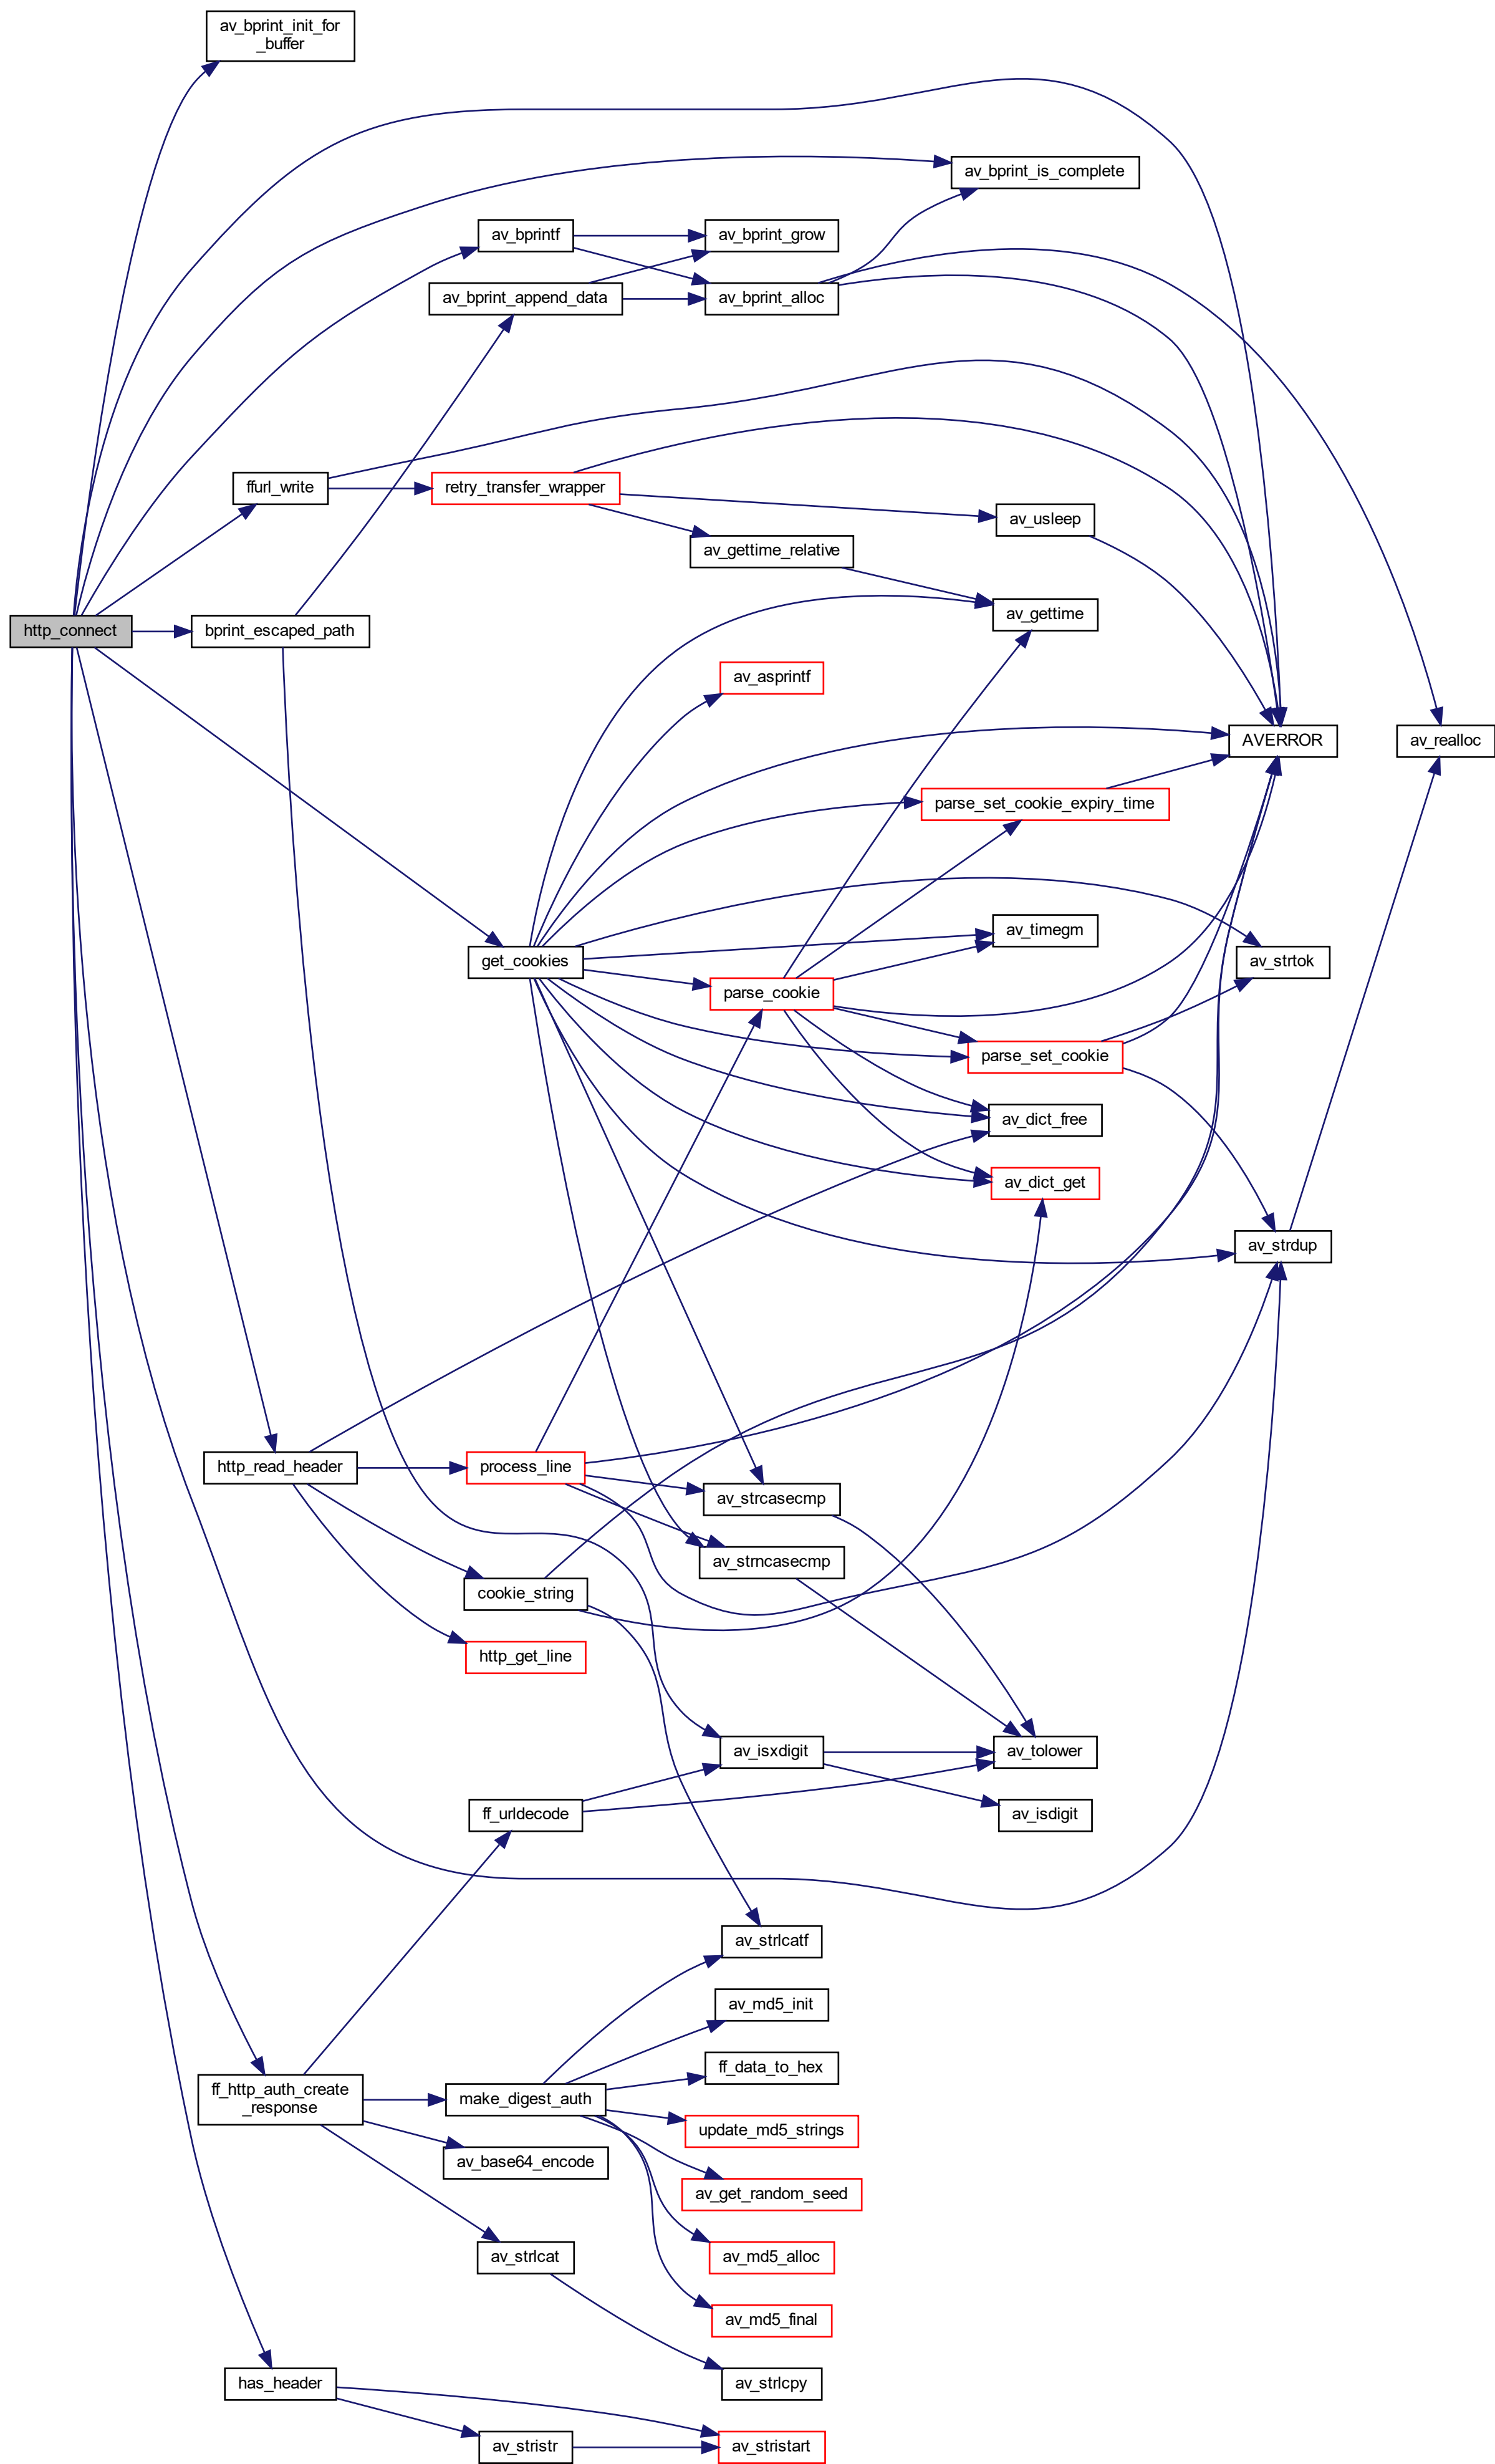 av_bprint_init_for
_buffer
av_bprint_is_complete
av_bprintf
av_bprint_grow
av_bprint_append_data
av_bprint_alloc
ffurl_write
retry_transfer_wrapper
av_usleep
av_gettime_relative
http_connect
bprint_escaped_path
av_gettime
av_asprintf
AVERROR
av_realloc
parse_set_cookie_expiry_time
av_timegm
get_cookies
av_strtok
parse_cookie
parse_set_cookie
av_dict_free
av_dict_get
av_strdup
http_read_header
process_line
av_strcasecmp
av_strncasecmp
cookie_string
http_get_line
av_isxdigit
av_tolower
ff_urldecode
av_isdigit
av_strlcatf
av_md5_init
ff_data_to_hex
ff_http_auth_create
_response
make_digest_auth
update_md5_strings
av_base64_encode
av_get_random_seed
av_strlcat
av_md5_alloc
av_md5_final
has_header
av_strlcpy
av_stristr
av_stristart